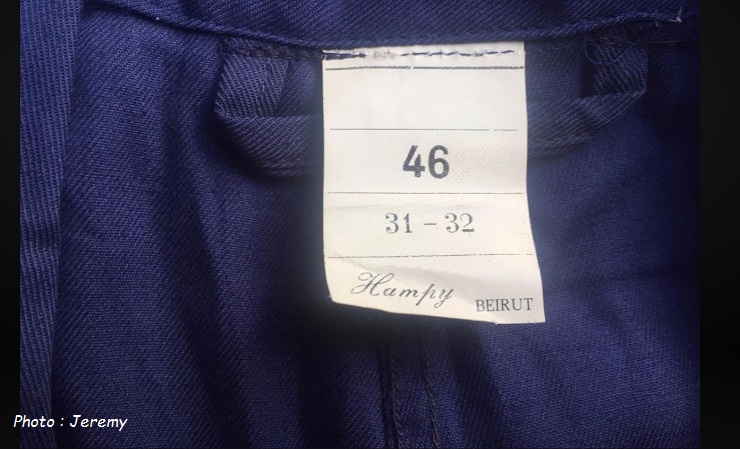 46
31 - 32
Hampy BEIRUT
Photo : Jeremy